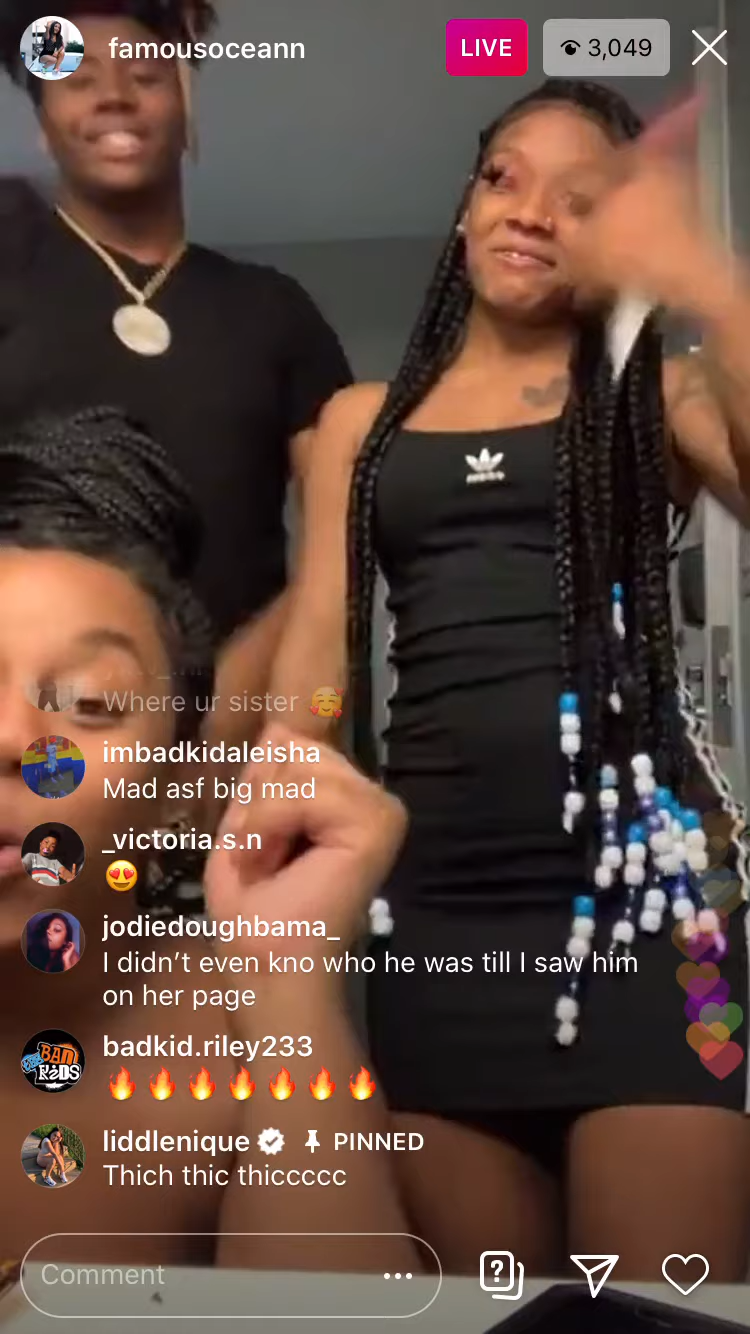 famousoceann
LIVE
3,049
Where ur sister 🥰
imbadkidaleisha
Mad asf big mad
_victoria.s.n
😍
jodiedoughbama_
I didn’t even kno who he was till I saw him
on her page
badkid.riley233
🔥🔥🔥🔥🔥🔥🔥
liddlenique PINNED
Thich thic thiccccc
Comment